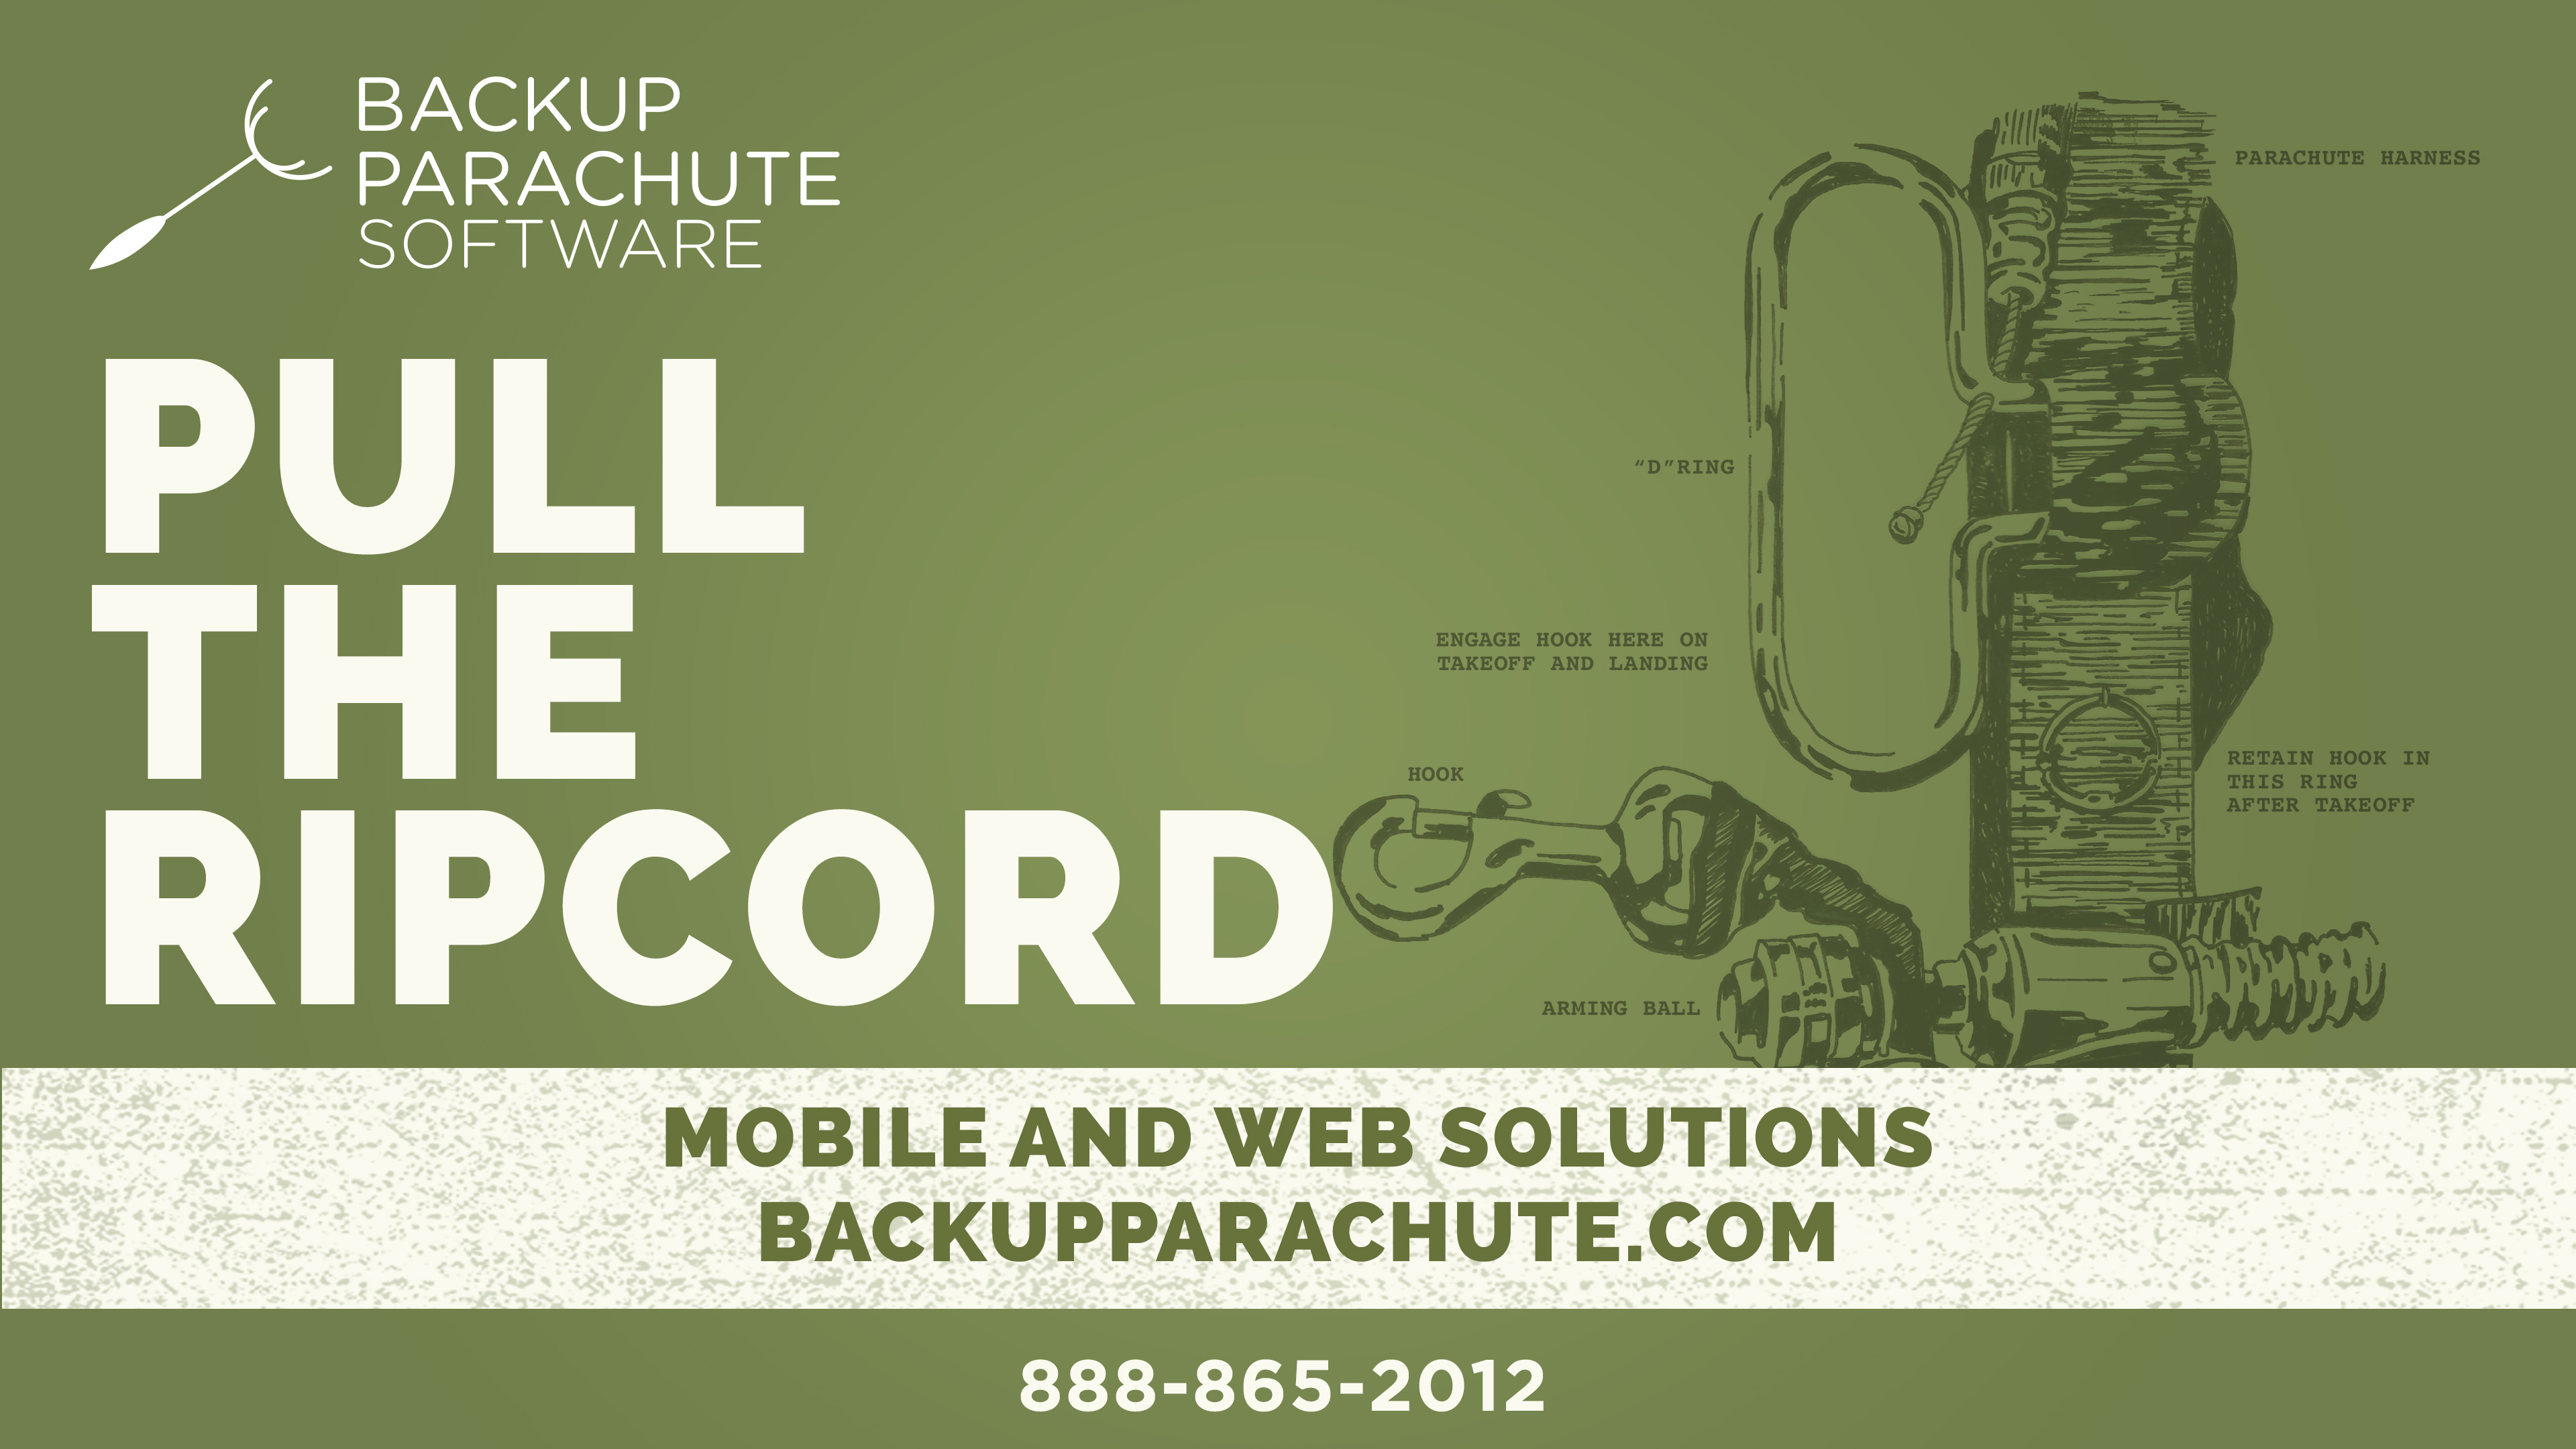 BACKUP
PARACHUTE
SOFTWARE
PULL
THE
RIPCORD
PARACHUTE HARNESS
“D”RING
ENGAGE HOOK HERE ON
TAKEOFF AND LANDING
HOOK
RETAIN HOOK IN
THIS RING
AFTER TAKEOFF
ARMING BALL
MOBILE AND WEB SOLUTIONS
BACKUPPARACHUTE.COM
888-865-2012